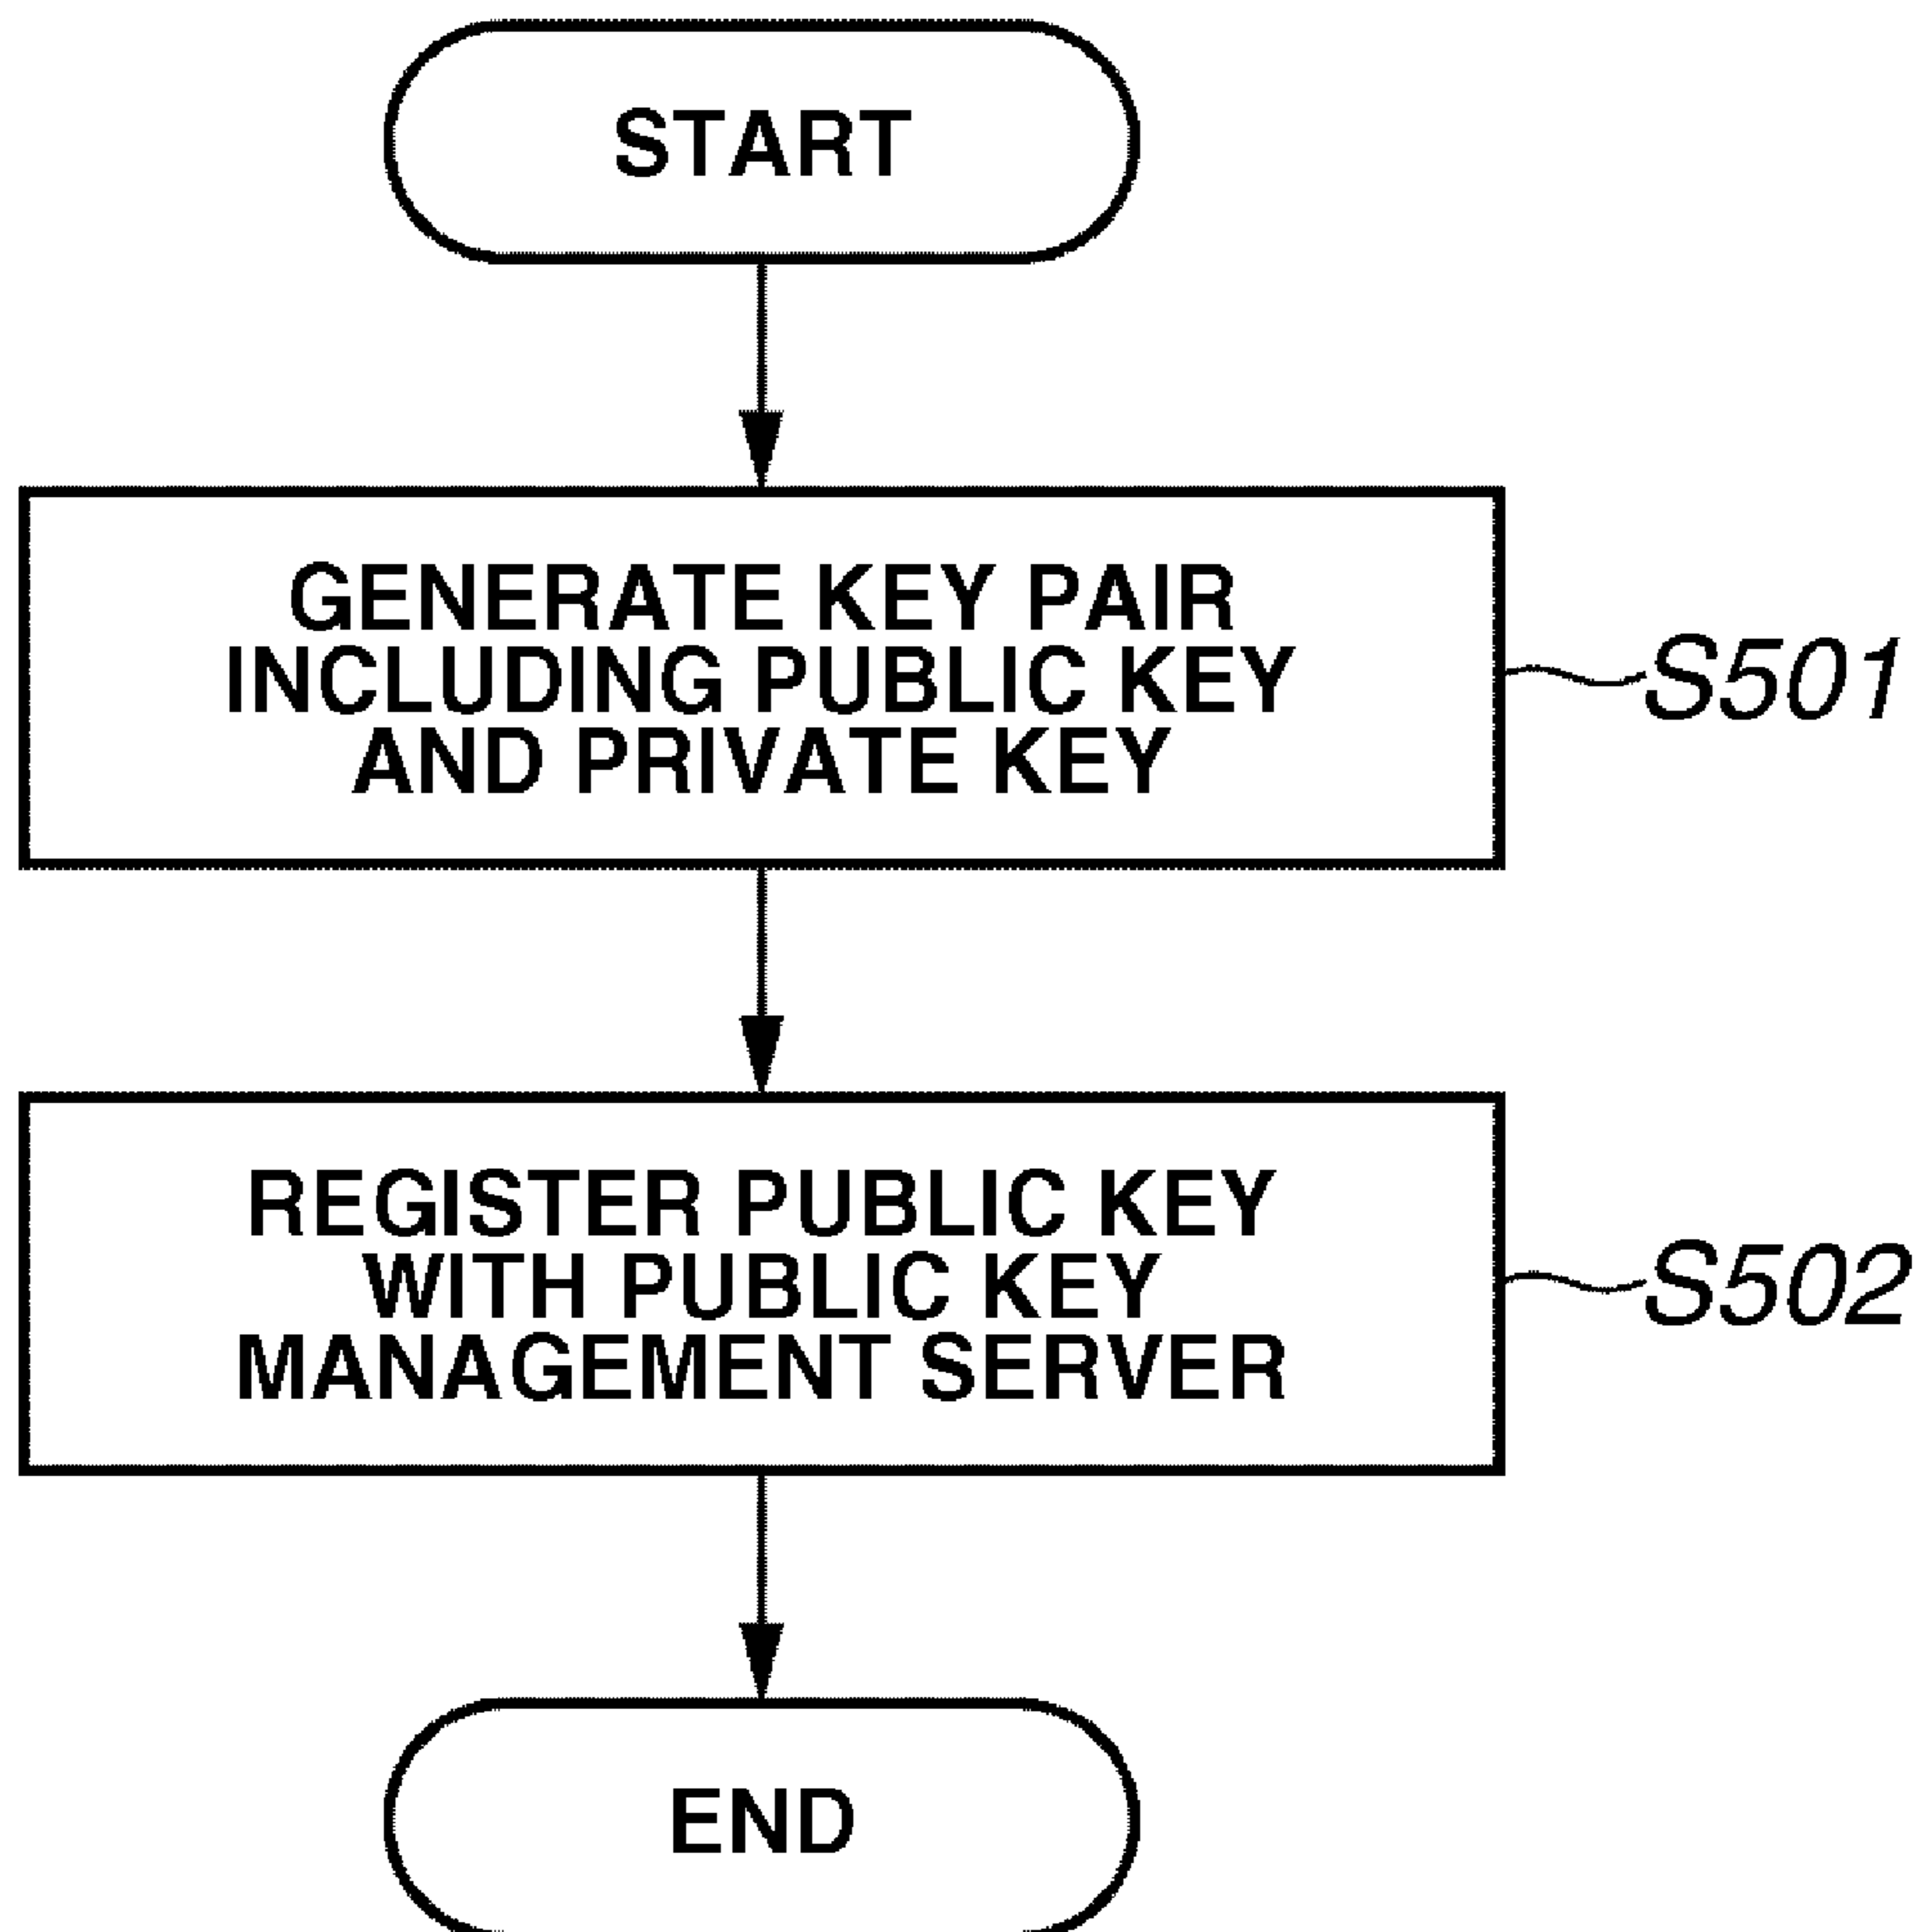 START
GENERATE KEY PAIR
INCLUDING PUBLIC KEY
AND PRIVATE KEY
S501
REGISTER PUBLIC KEY
WITH PUBLIC KEY
MANAGEMENT SERVER
S502
END